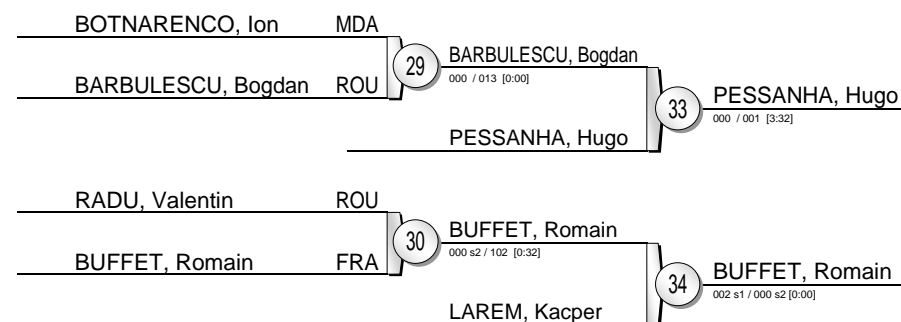 BOTNARENCO, Ion MDA
29
BARBULESCU, Bogdan
000 / 013 [0:00]
BARBULESCU, Bogdan ROU
33
PESSANHA, Hugo
000 / 001 [3:32]
PESSANHA, Hugo
RADU, Valentin ROU
30
BUFFET, Romain
000 s2 / 102 [0:32]
BUFFET, Romain FRA
34
BUFFET, Romain
002 s1 / 000 s2 [0:00]
LAREM, Kacper